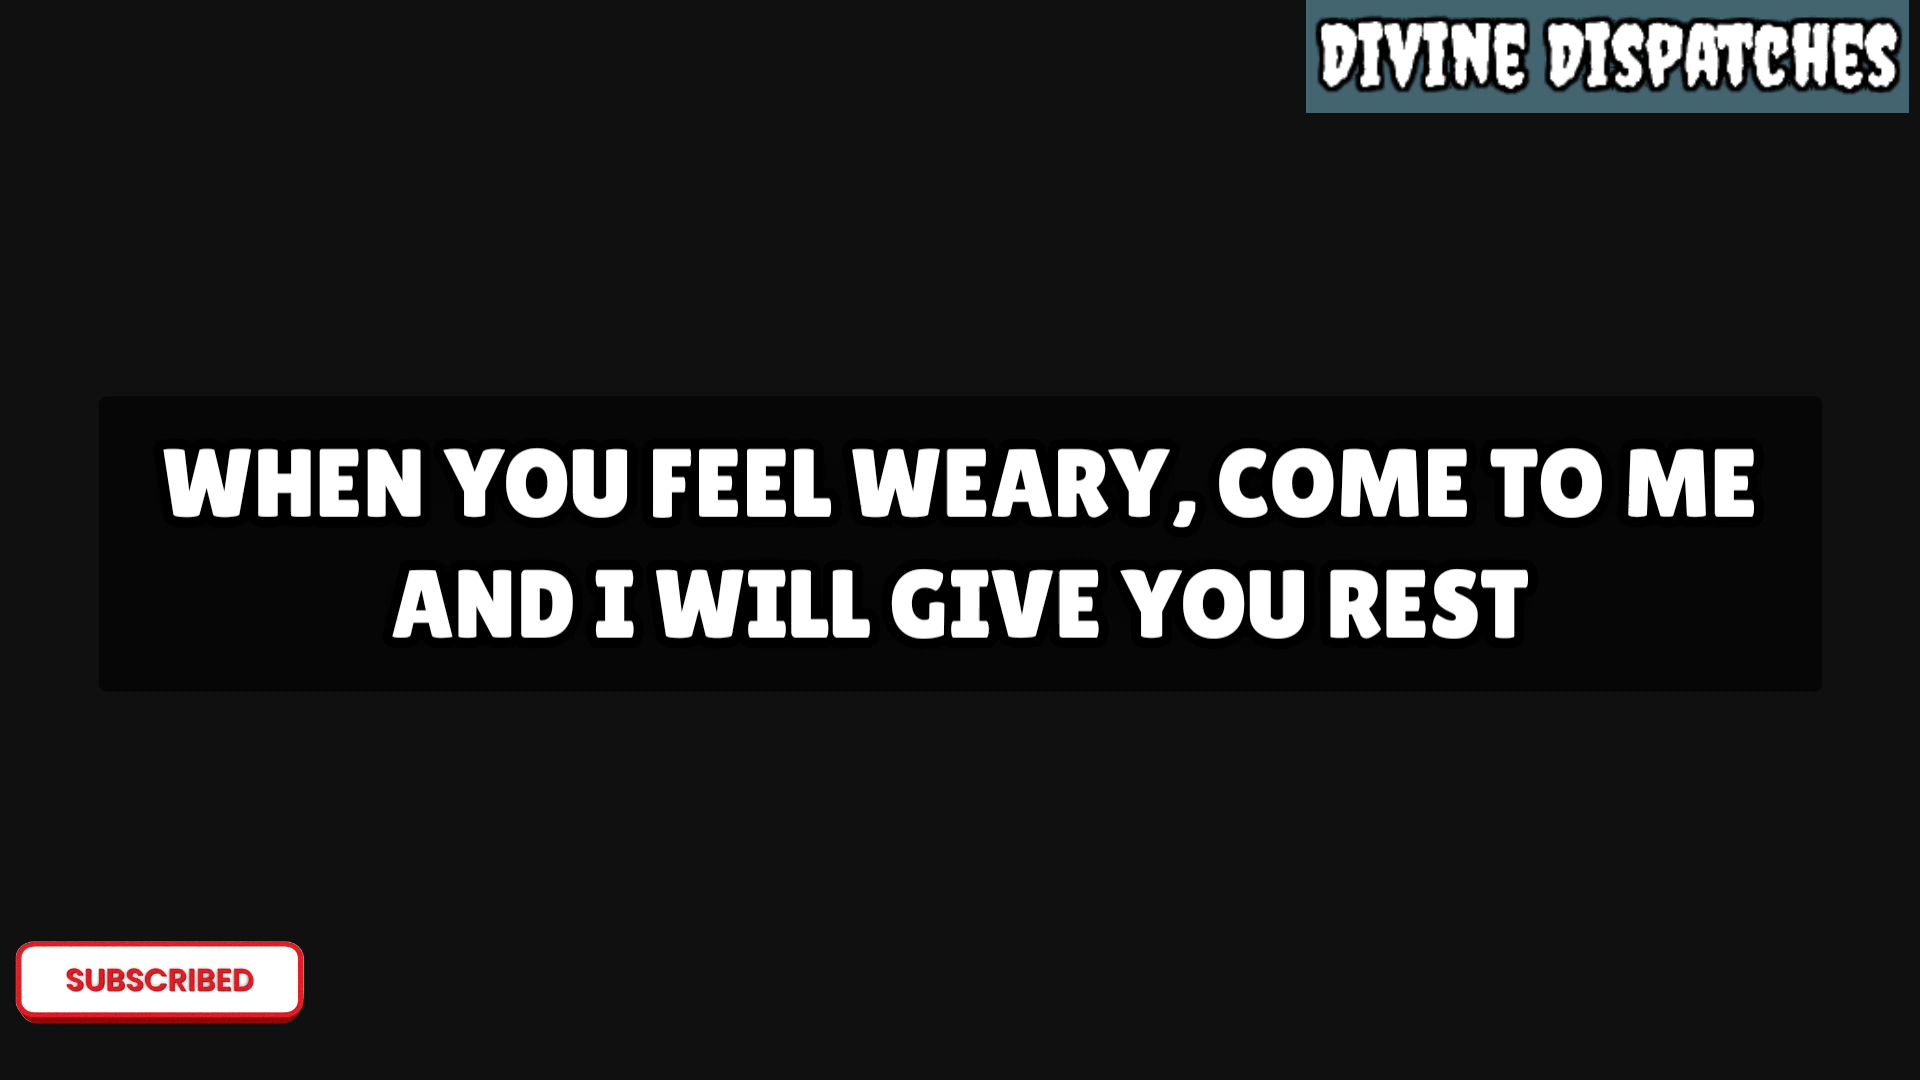 DIVINE DISPATCHES
WHEN YOU FEEL WEARY, COME TO ME
AND I WILL GIVE YOU REST
SUBSCRIBED